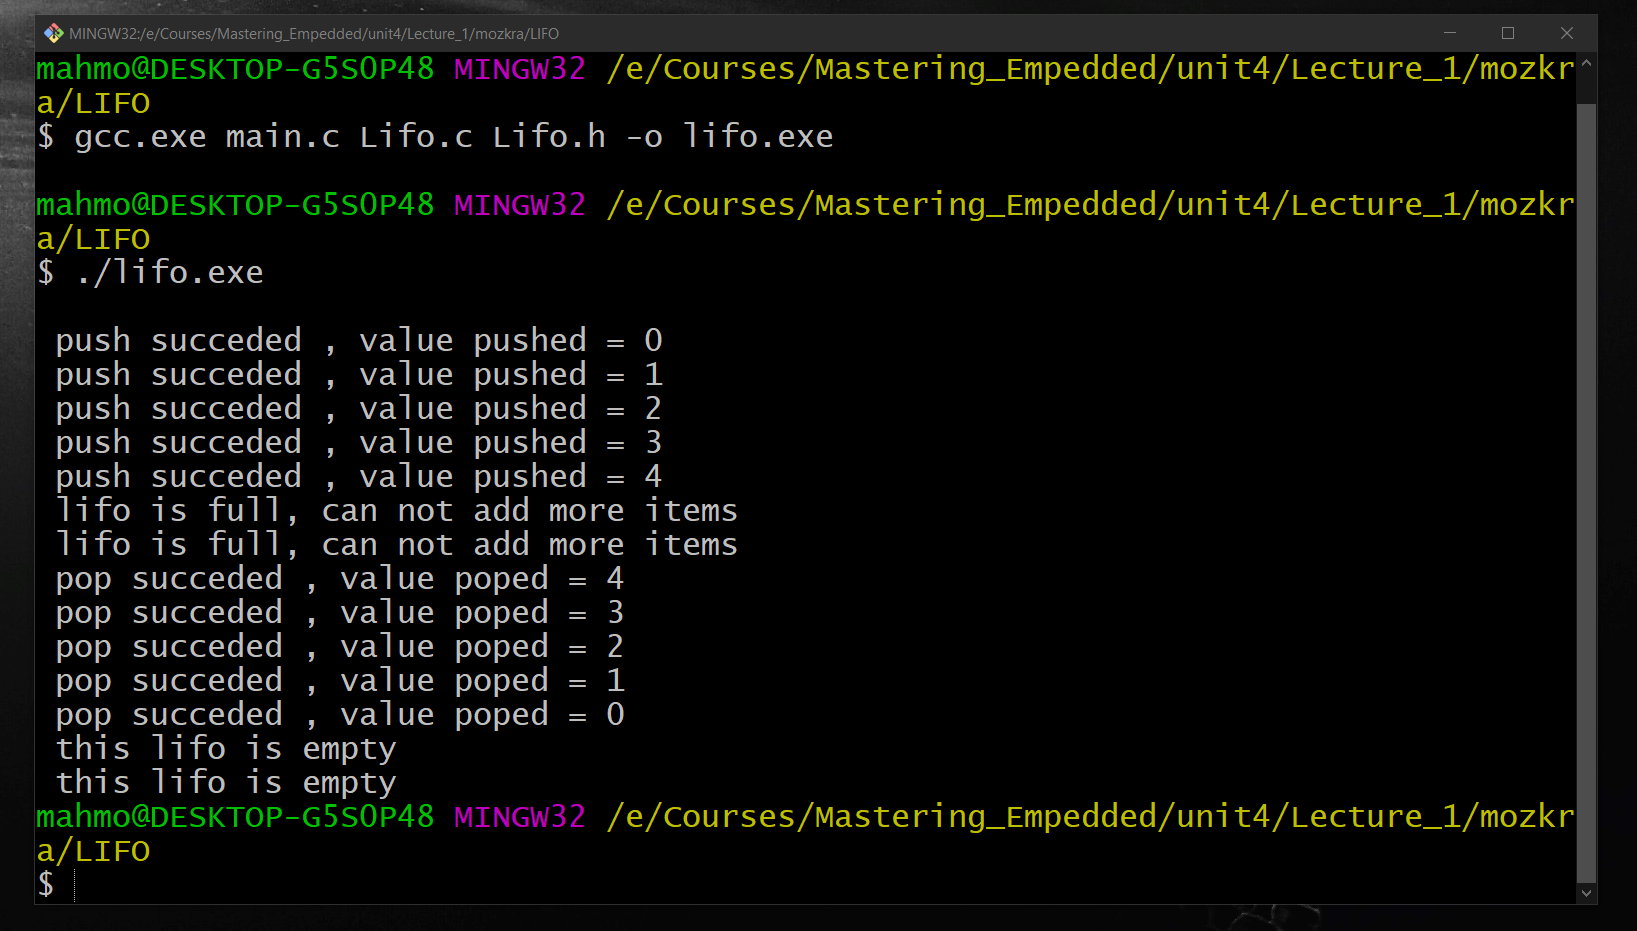 MINGW32:/e/Courses/Mastering_Empedded/unit4/Lecture_1/mozkra/LIFO
mahmo@DESKTOP-G5S0P48 MINGW32 /e/Courses/Mastering_Empedded/unit4/Lecture_1/mozkr
a/LIFO
$ gcc.exe main.c Lifo.c Lifo.h -o lifo.exe
mahmo@DESKTOP-G5S0P48 MINGW32 /e/Courses/Mastering_Empedded/unit4/Lecture_1/mozkr
a/LIFO
$ ./lifo.exe
push succeded , value pushed = 0
push succeded , value pushed = 1
push succeded , value pushed = 2
push succeded , value pushed = 3
push succeded , value pushed = 4
lifo is full, can not add more items
lifo is full, can not add more items
pop succeded , value poped = 4
pop succeded , value poped = 3
pop succeded , value poped = 2
pop succeded , value poped = 1
pop succeded , value poped = 0
this lifo is empty
this lifo is empty
mahmo@DESKTOP-G5S0P48 MINGW32 /e/Courses/Mastering_Empedded/unit4/Lecture_1/mozkr
a/LIFO
$